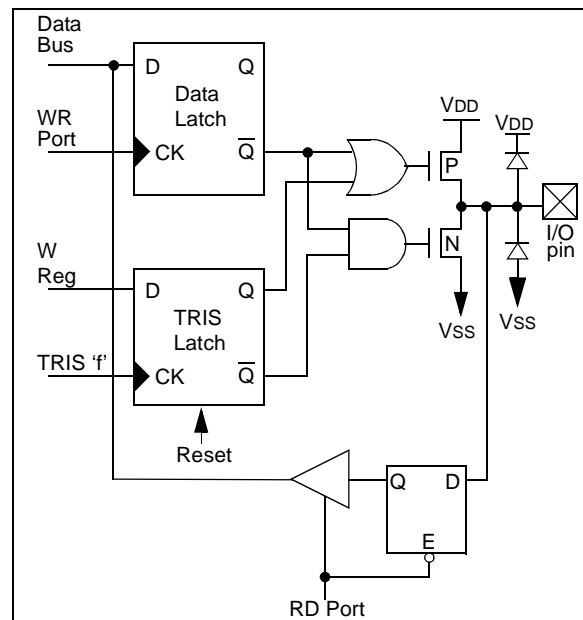 Data
Bus
D
Q
Data
Latch
WR
Port
CK
Q
VDD
VDD
P
N
I/O
pin
W
Reg
D
Q
TRIS
Latch
VSS
VSS
TRIS ‘f’
CK
Q
Reset
Q
D
E
RD Port